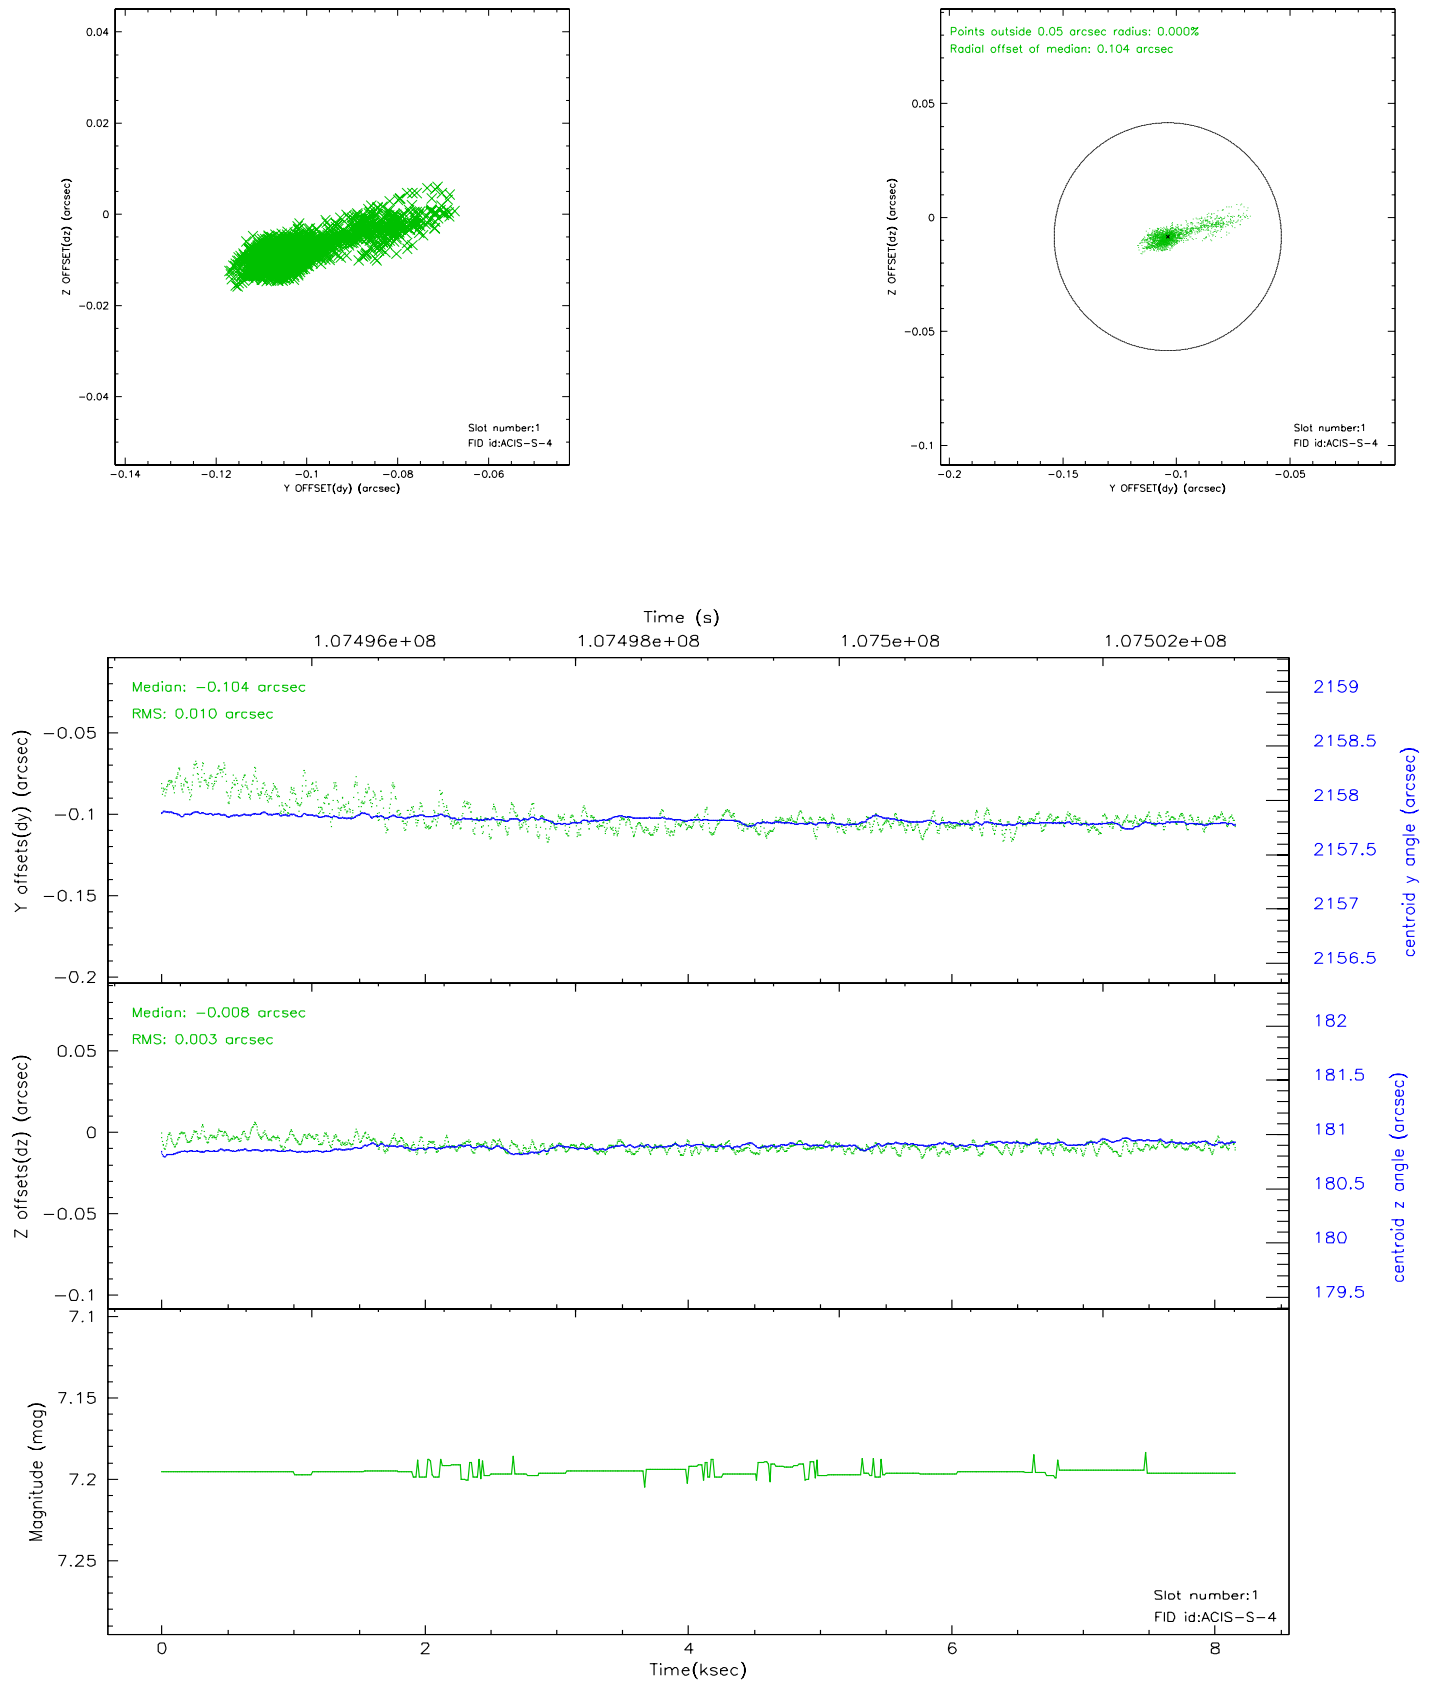 0.04
0.02
0
-0.02
-0.04
Z OFFSET(dz) (arcsec)
Slot number:1
FID id:ACIS-S-4
-0.14
-0.12
-0.1
-0.08
-0.06
Y OFFSET(dy) (arcsec)
Points outside 0.05 arcsec radius: 0.000%
Radial offset of median: 0.104 arcsec
0.05
0
-0.05
-0.1
Z OFFSET(dz) (arcsec)
Slot number:1
FID id:ACIS-S-4
-0.2
-0.15
-0.1
-0.05
Y OFFSET(dy) (arcsec)
Time (s)
1.07496e+08
1.07498e+08
1.075e+08
1.07502e+08
Median: -0.104 arcsec
RMS: 0.010 arcsec
-0.05
-0.1
-0.15
-0.2
Y offsets(dy) (arcsec)
2159
2158.5
2158
2157.5
2157
2156.5
centroid y angle (arcsec)
Median: -0.008 arcsec
RMS: 0.003 arcsec
0.05
0
-0.05
-0.1
Z offsets(dz) (arcsec)
182
181.5
181
180.5
180
179.5
centroid z angle (arcsec)
7.1
7.15
7.2
7.25
Magnitude (mag)
Slot number:1
FID id:ACIS-S-4
0
2
4
6
8
Time(ksec)